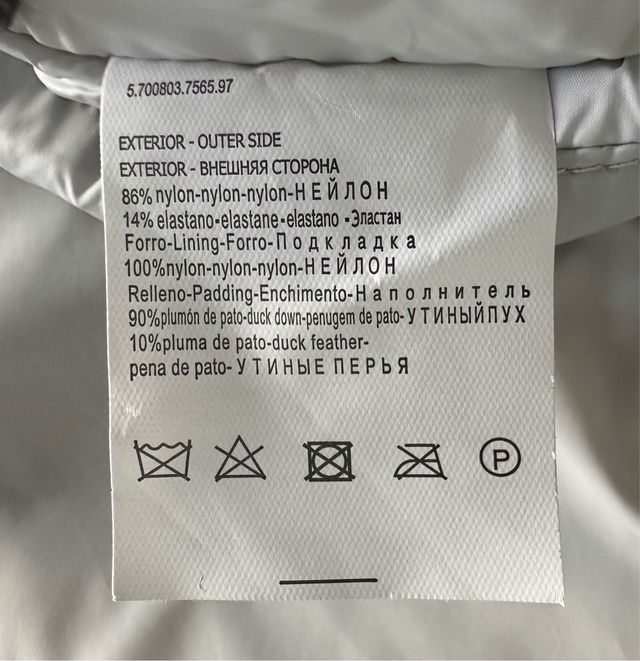 5.700803.7565.97
EXTERIOR - OUTER SIDE
EXTERIOR - ВНЕШНЯЯ СТОРОНА
86% nylon-nylon-nylon-НЕЙЛОН
14% elastano-elastane-elastano -Эластан
Forro-Lining-Forro-Подкладка
100%nylon-nylon-nylon-НЕЙЛОН
Relleno-Padding-Enchimento-Наполнитель
90%plumón de pato-duck down-penugem de pato-УТИНЫЙПУХ
10%pluma de pato-duck feather-
pena de pato-УТИНЫЕ ПЕРЬЯ
P